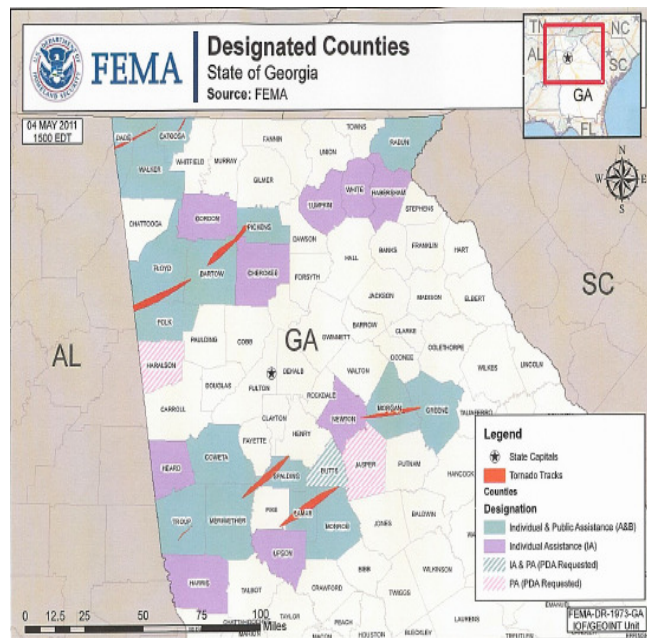 U.S. DEPARTMENT OF HOMELAND SECURITY
FEMA
Designated Counties
State of Georgia
Source: FEMA
TN
NC
AL
SC
GA
FL
04 MAY 2011
1500 EDT
N
W
E
S
DADE
CATOOSA
FANNIN
TOWNS
RABUN
WALKER
WHITFIELD
MURRAY
UNION
GILMER
LUMPKIN
WHITE
HABERSHAM
STEPHENS
CHATTOOGA
GORDON
PICKENS
DAWSON
BANKS
FRANKLIN
HART
FLOYD
BARTOW
CHEROKEE
FORSYTH
HALL
JACKSON
MADISON
ELBERT
SC
POLK
PAULDING
COBB
GA
GWINNETT
BARROW
CLARKE
OCONEE
OGLETHORPE
AL
HARALSON
DOUGLAS
FULTON
DEKALB
WALTON
WILKES
LINCOLN
CARROLL
CLAYTON
ROCKDALE
NEWTON
MORGAN
GREENE
TALIAFERRO
FAYETTE
HENRY
HEARD
COWETA
SPALDING
BUTTS
JASPER
PUTNAM
HANCOCK
TROUP
MERIWETHER
PIKE
LAMAR
MONROE
JONES
BALDWIN
UPSON
HARRIS
TALBOT
CRAWFORD
BIBB
TWIGGS
WILKINSON
TAYLOR
PEACH
HOUSTON
BLECKLEY
Legend
State Capitals
Tornado Tracks
Counties
Designation
Individual & Public Assistance (A&B)
Individual Assistance (IA)
IA & PA (PDA Requested)
PA (PDA Requested)
0 25 50 75 100
Miles
FEMA-DR-1973-GA
IOF/GEOINT Unit